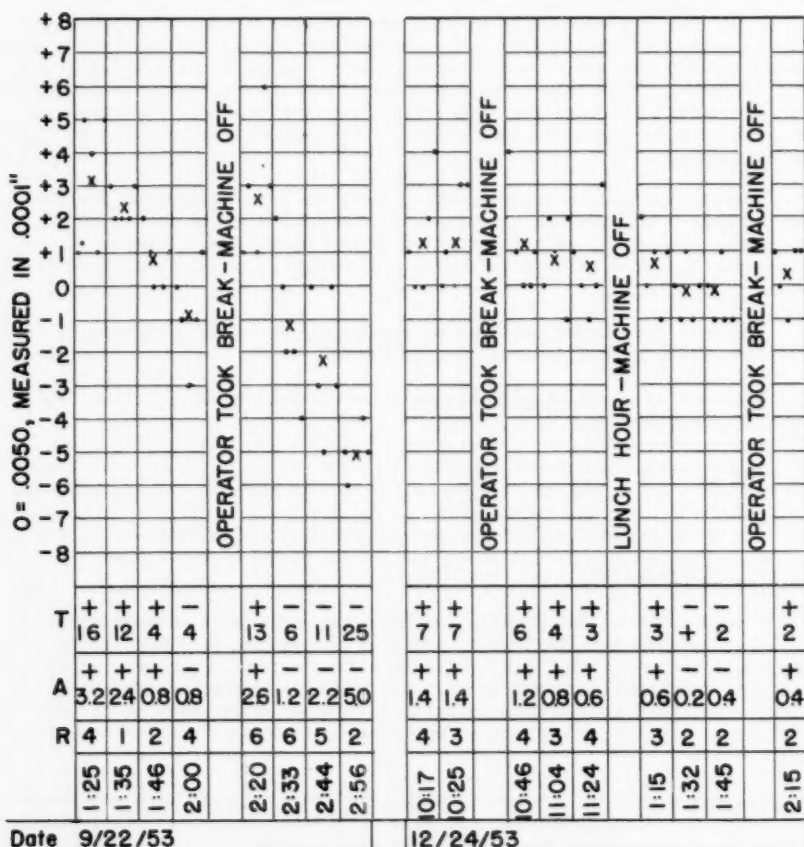 +8
+7
+6
+5
+4
+3
+2
+1
0
-1
-2
-3
-4
-5
-6
-7
-8
0= .0050, MEASURED IN .0001"
OPERATOR TOOK BREAK-MACHINE OFF
OPERATOR TOOK BREAK-MACHINE OFF
LUNCH HOUR-MACHINE OFF
OPERATOR TOOK BREAK-MACHINE OFF
T + + + - + - - - + + + + + + - - +
16 12 4 4 13 6 11 25 7 7 6 4 3 3 + 2 2
A + + + - + - - - + + + + + + - - +
3.2 2.4 0.8 0.8 2.6 1.2 2.2 5.0 1.4 1.4 1.2 0.8 0.6 0.6 0.2 0.4 0.4
R 4 1 2 4 6 6 5 2 4 3 4 3 4 3 2 2 2
1:25 1:35 1:46 2:00 2:20 2:33 2:44 2:56 10:17 10:25 10:46 11:04 11:24 1:15 1:32 1:45 2:15
Date 9/22/53 12/24/53